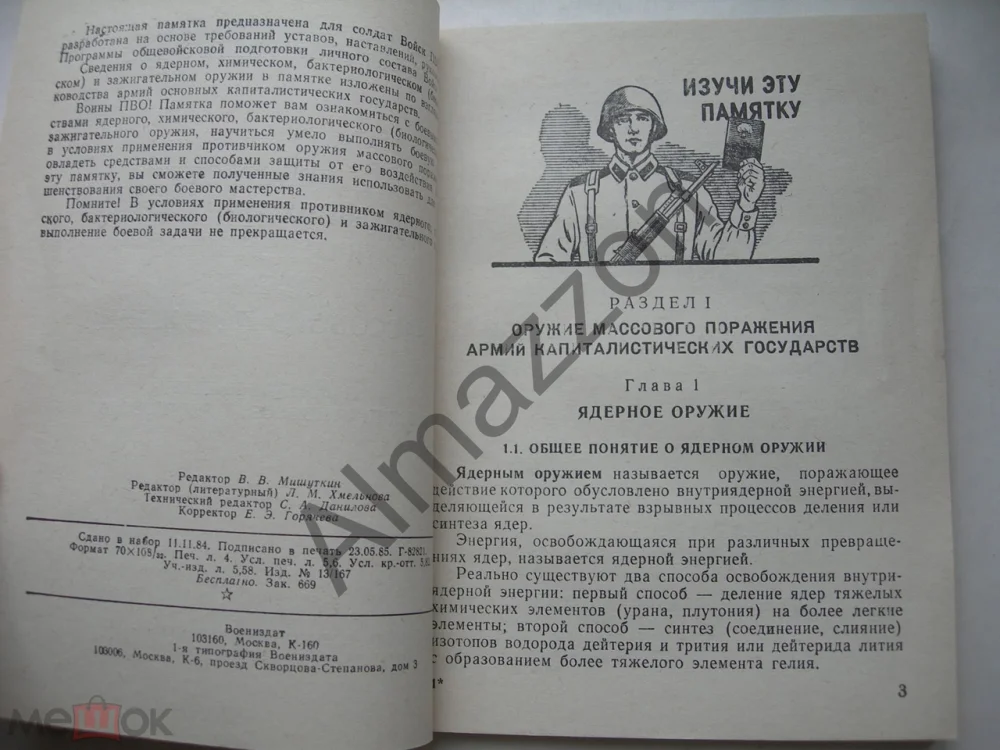 Настоящая памятка предназначена для солдат Войск
разработана на основе требований уставов, наставлений,
Программы общевойсковой подготовки личного состава
Сведения о ядерном, химическом, бактериологическом
ском) и зажигательном оружии в памятке изложены по
ководства армий основных капиталистических государств.
Воины ПВО! Памятка поможет вам ознакомиться с
ствами ядерного, химического, бактериологического
зажигательного оружия, научиться умело выполнять
в условиях применения противником оружия массового
овладеть средствами и способами защиты от его воздействия
эту памятку, вы сможете полученные знания использовать для
шенствования своего боевого мастерства.
Помните! В условиях применения противником ядерного,
ского, бактериологического (биологического) и зажигательного
выполнение боевой задачи не прекращается.
Редактор В. В. Мишуткин
Редактор (литературный) Л. М. Хмельнова
Технический редактор С. А. Данилова
Корректор Е. Э. Горячева
Сдано в набор 11.11.84. Подписано в печать 23.05.85. Г-82821.
Формат 70×108/32. Печ. л. 4. Усл. печ. л. 5,6. Усл. кр.-отт.
Уч.-изд. л. 5,58. Изд. № 13/167
Бесплатно. Зак. 669
Воениздат
103160, Москва, К-160
1-я типография Воениздата
103006, Москва, К-6, проезд Скворцова-Степанова, дом 3
ИЗУЧИ ЭТУ
ПАМЯТКУ
РАЗДЕЛ I
ОРУЖИЕ МАССОВОГО ПОРАЖЕНИЯ
АРМИЙ КАПИТАЛИСТИЧЕСКИХ ГОСУДАРСТВ
Глава 1
ЯДЕРНОЕ ОРУЖИЕ
1.1. ОБЩЕЕ ПОНЯТИЕ О ЯДЕРНОМ ОРУЖИИ
Ядерным оружием называется оружие, поражающее
действие которого обусловлено внутриядерной энергией, вы-
деляющейся в результате взрывных процессов деления или
синтеза ядер.
Энергия, освобождающаяся при различных превраще-
ниях ядер, называется ядерной энергией.
Реально существуют два способа освобождения внутри-
ядерной энергии: первый способ — деление ядер тяжелых
химических элементов (урана, плутония) на более легкие
элементы; второй способ — синтез (соединение, слияние)
изотопов водорода дейтерия и трития или дейтерида лития
с образованием более тяжелого элемента гелия.
1*
3
Almazzoni
мешок